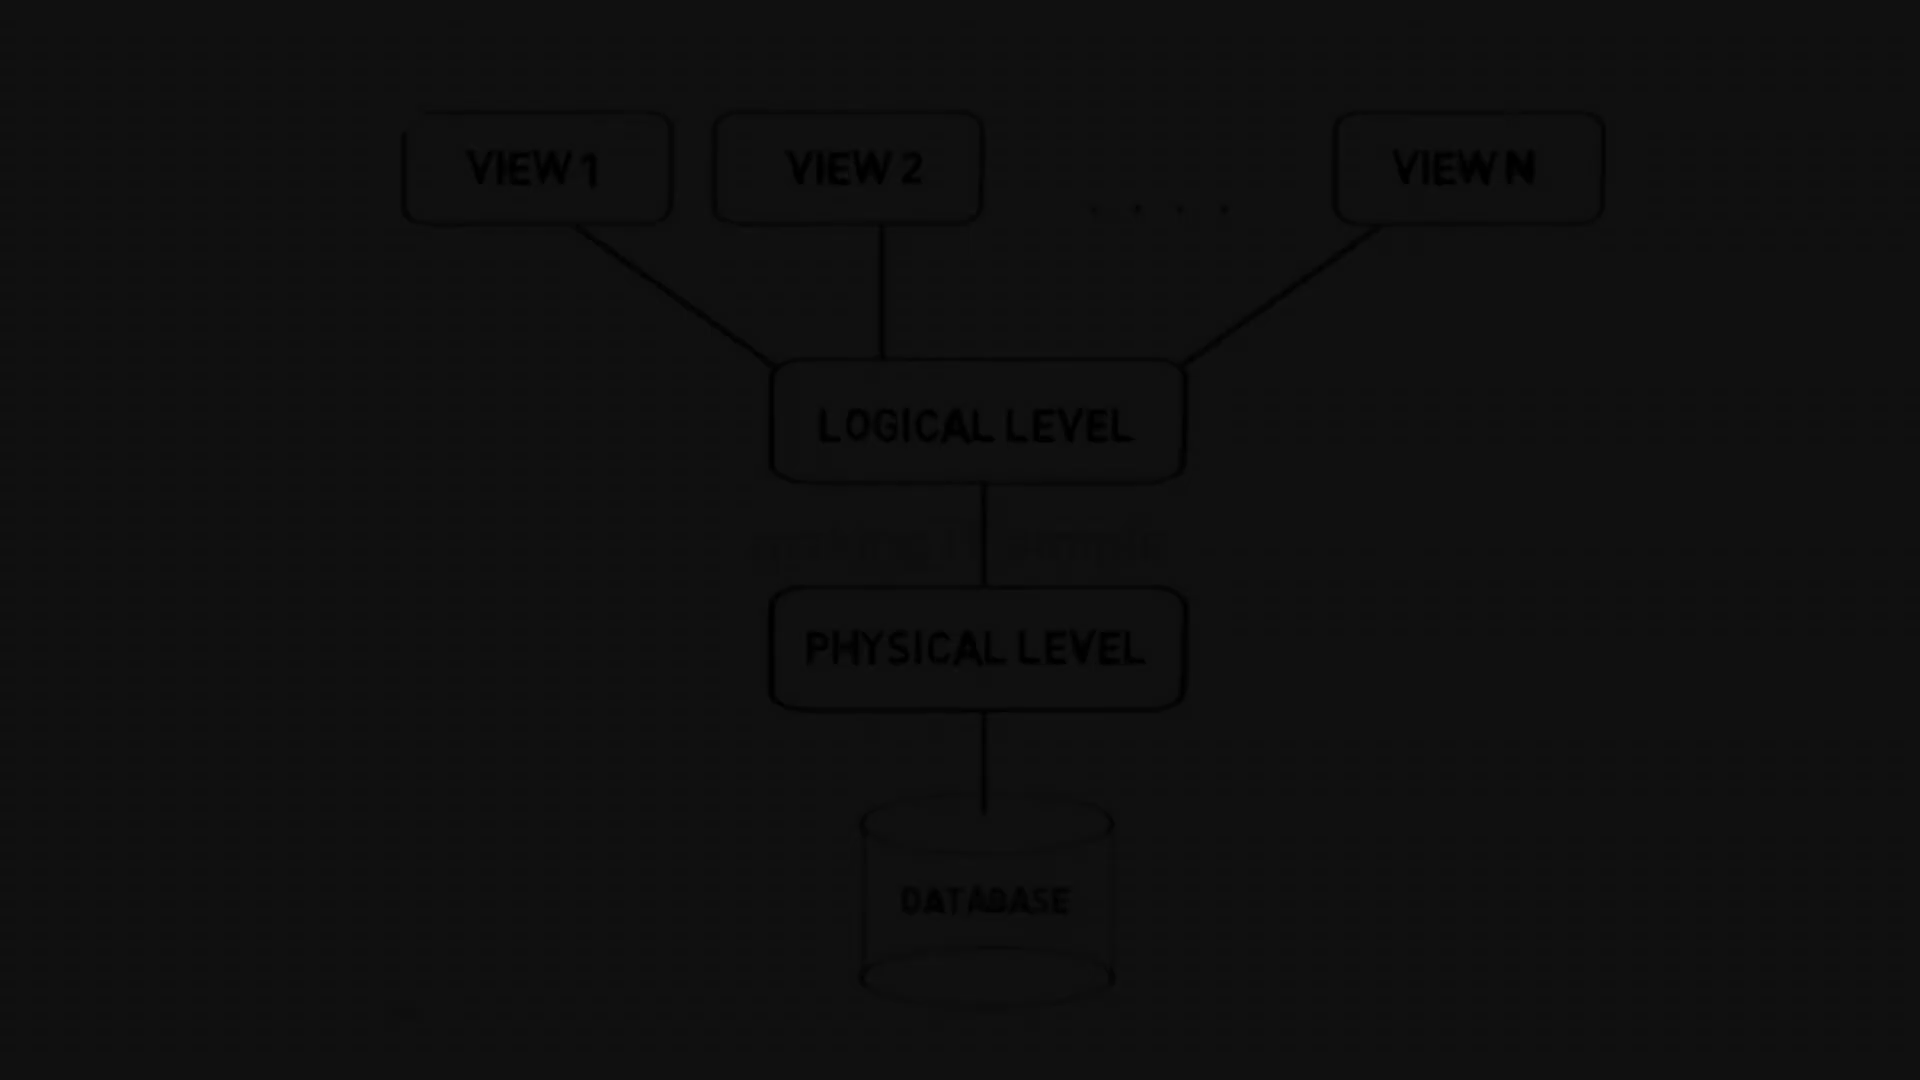 VIEW 1
VIEW 2
. . . .
VIEW N
LOGICAL LEVEL
PHYSICAL LEVEL
DATABASE